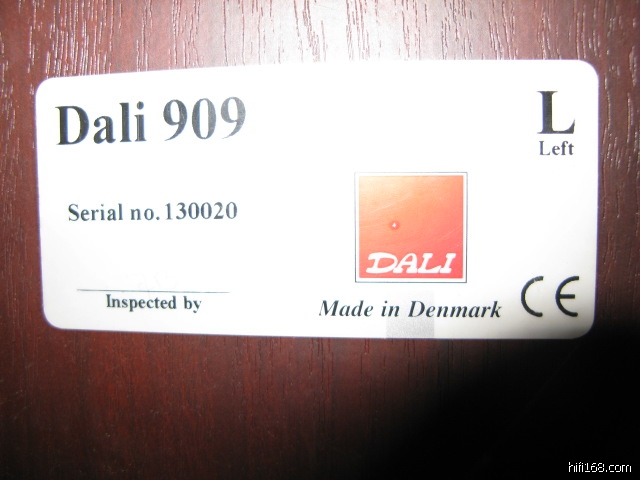 Dali 909
L
Left
Serial no. 130020
DALI
Inspected by
Made in Denmark
CE
hifi168.com